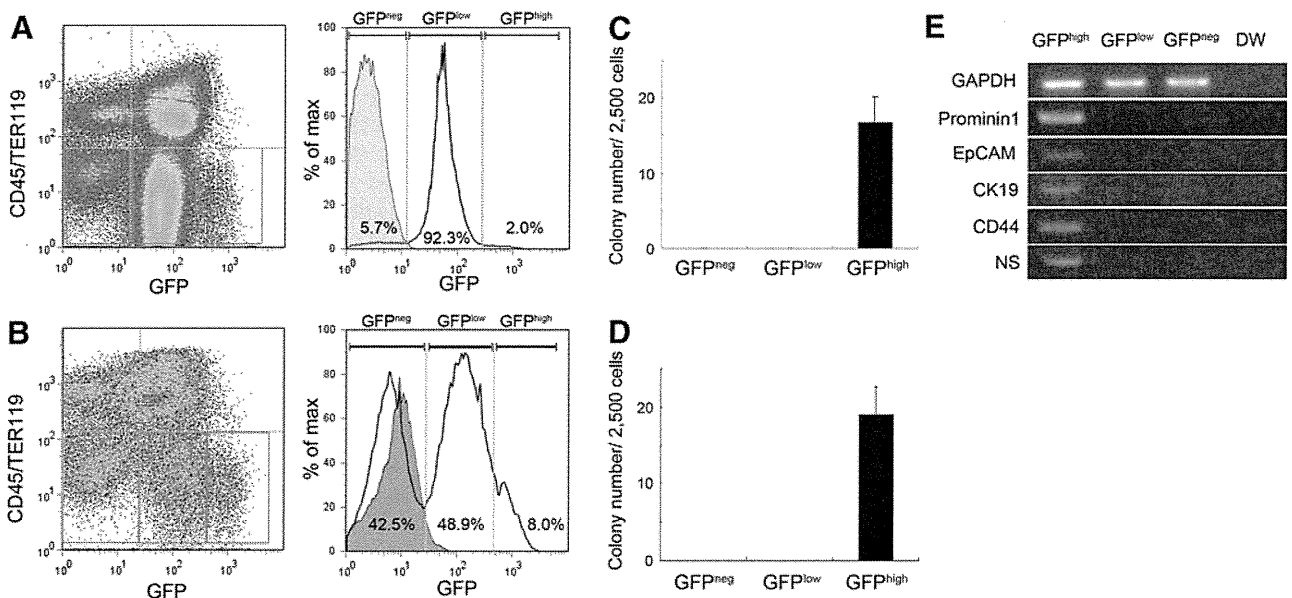 A
CD45/TER119
10³
10²
10¹
10⁰
10⁰ 10¹ 10² 10³
GFP
GFPneg GFPlow GFPhigh
% of max
100
80
60
40
20
0
5.7% 92.3% 2.0%
10⁰ 10¹ 10² 10³
GFP
B
CD45/TER119
10³
10²
10¹
10⁰
10⁰ 10¹ 10² 10³
GFP
GFPneg GFPlow GFPhigh
% of max
100
80
60
40
20
0
42.5% 48.9% 8.0%
10⁰ 10¹ 10² 10³
GFP
C
Colony number/ 2,500 cells
20
10
0
GFPneg GFPlow GFPhigh
D
Colony number/ 2,500 cells
20
10
0
GFPneg GFPlow GFPhigh
E
GFPhigh GFPlow GFPneg DW
GAPDH
Prominin1
EpCAM
CK19
CD44
NS